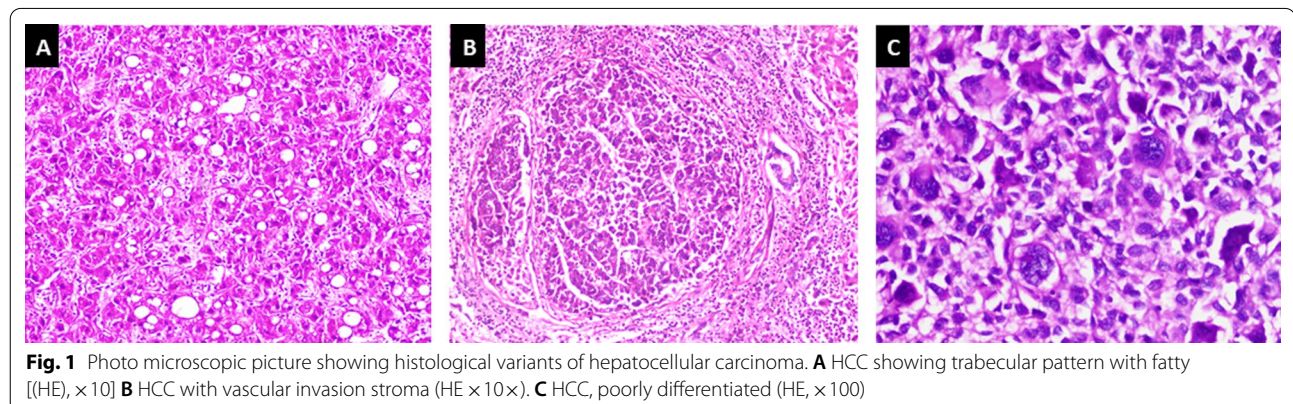 A
B
C
Fig. 1 Photo microscopic picture showing histological variants of hepatocellular carcinoma. A HCC showing trabecular pattern with fatty
[(HE), ×10] B HCC with vascular invasion stroma (HE × 10×). C HCC, poorly differentiated (HE, ×100)